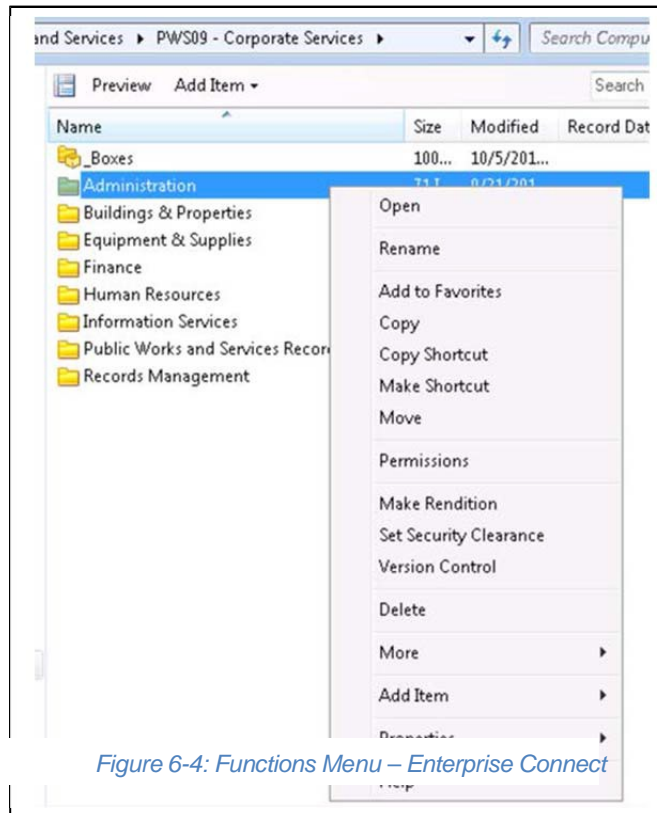 and Services ▸ PWS09 - Corporate Services ▸ Search Compu
Preview Add Item Search
Name Size Modified Record Dat
_Boxes 100... 10/5/201...
Administration
Buildings & Properties
Equipment & Supplies
Finance
Human Resources
Information Services
Public Works and Services Recor
Records Management
Open
Rename
Add to Favorites
Copy
Copy Shortcut
Make Shortcut
Move
Permissions
Make Rendition
Set Security Clearance
Version Control
Delete
More
Add Item
Properties
Figure 6-4: Functions Menu – Enterprise Connect
Help